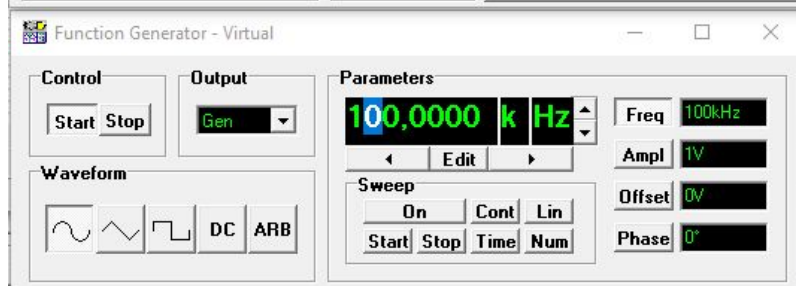 Function Generator - Virtual
Control
Start Stop
Output
Gen
Waveform
DC ARB
Parameters
100,0000 k Hz
Edit
Sweep
On Cont Lin
Start Stop Time Num
Freq 100kHz
Ampl 1V
Offset 0V
Phase 0°